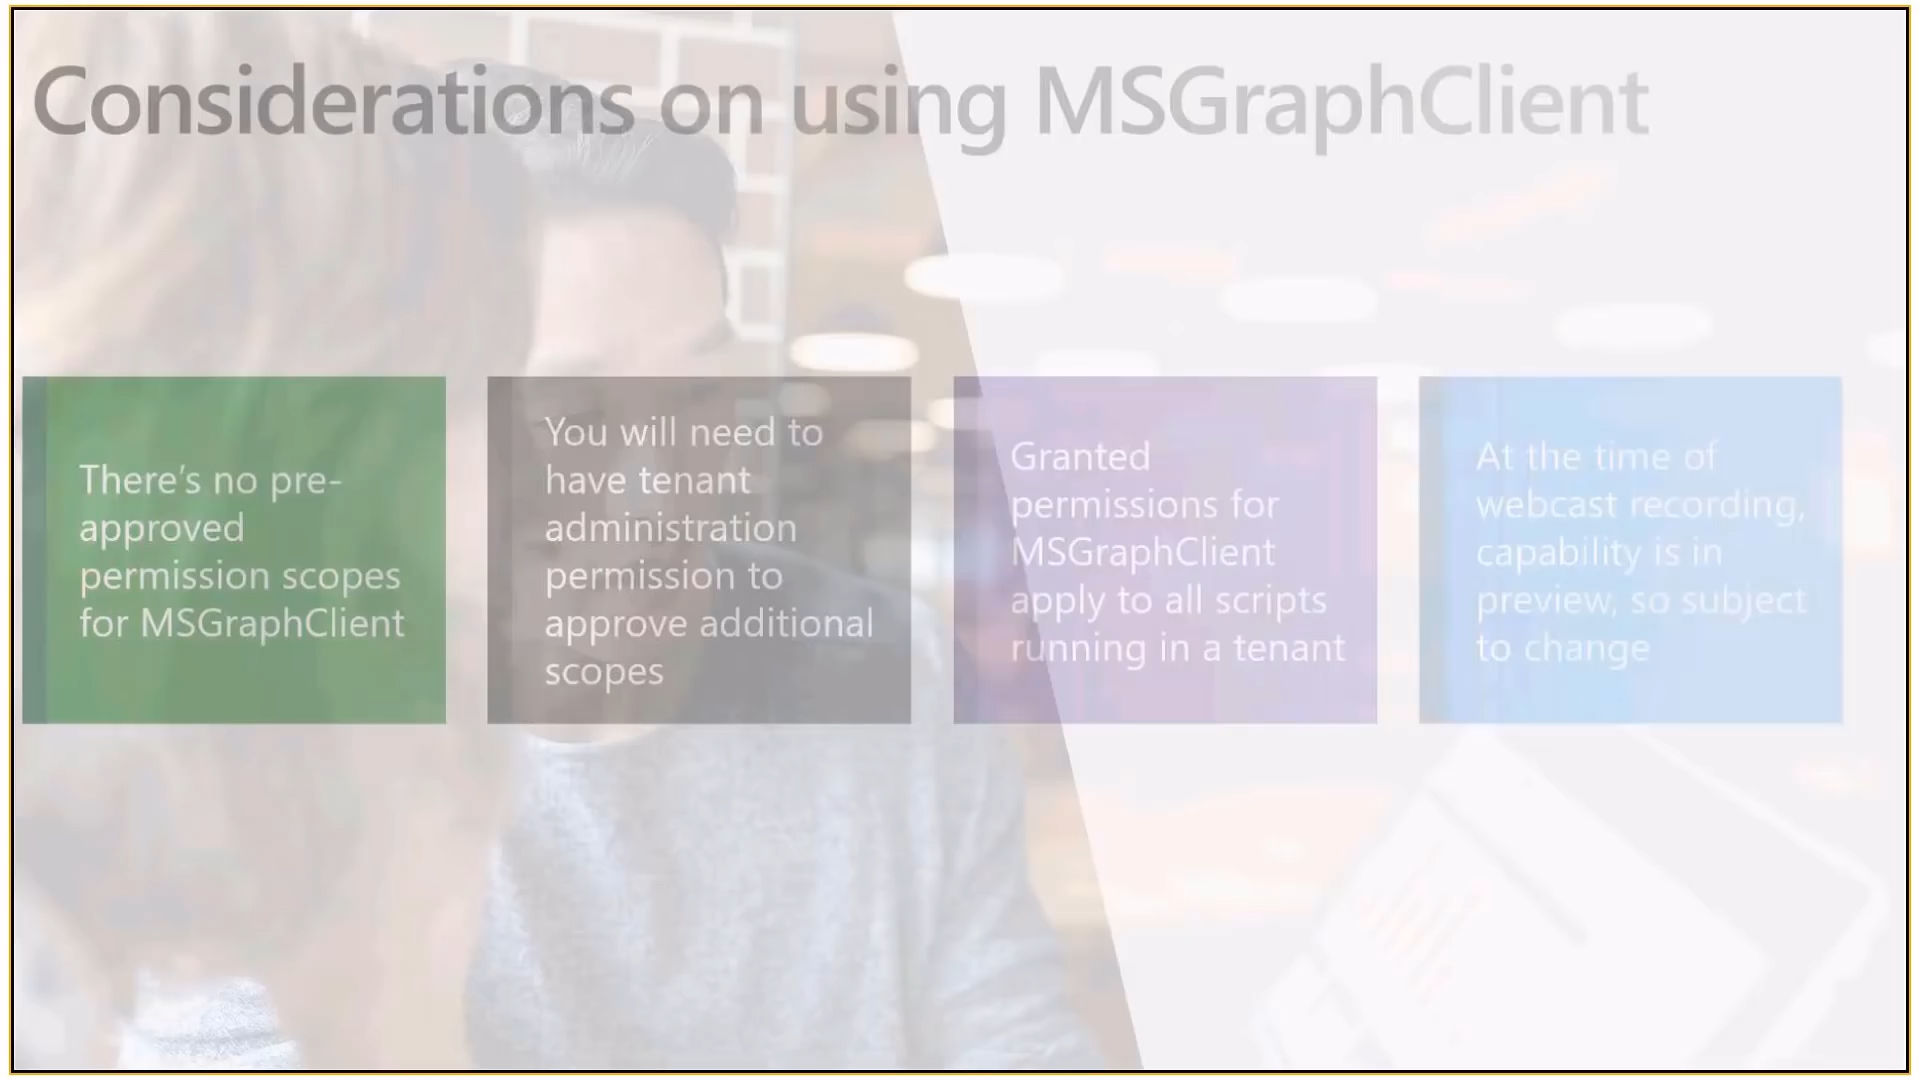 Considerations on using MSGraphClient
There's no pre-
approved
permission scopes
for MSGraphClient
You will need to
have tenant
administration
permission to
approve additional
scopes
Granted
permissions for
MSGraphClient
apply to all scripts
running in a tenant
At the time of
webcast recording,
capability is in
preview, so subject
to change